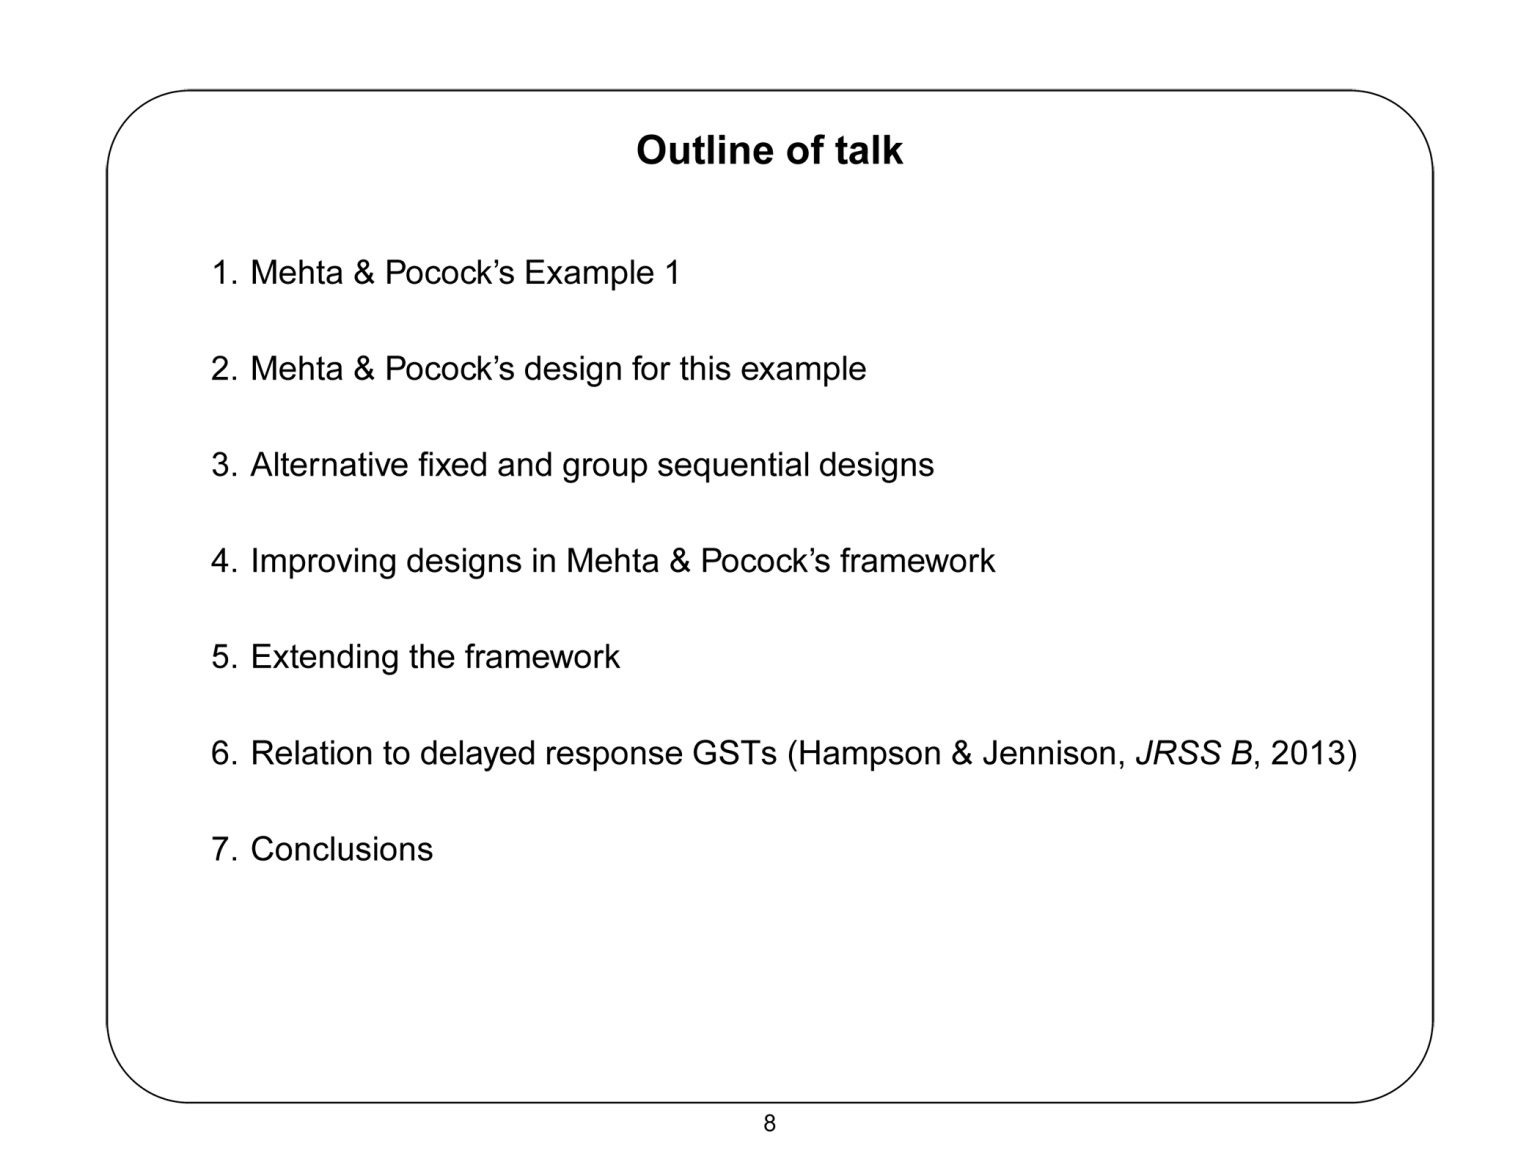 Outline of talk
1. Mehta & Pocock’s Example 1
2. Mehta & Pocock’s design for this example
3. Alternative fixed and group sequential designs
4. Improving designs in Mehta & Pocock’s framework
5. Extending the framework
6. Relation to delayed response GSTs (Hampson & Jennison, JRSS B, 2013)
7. Conclusions
8